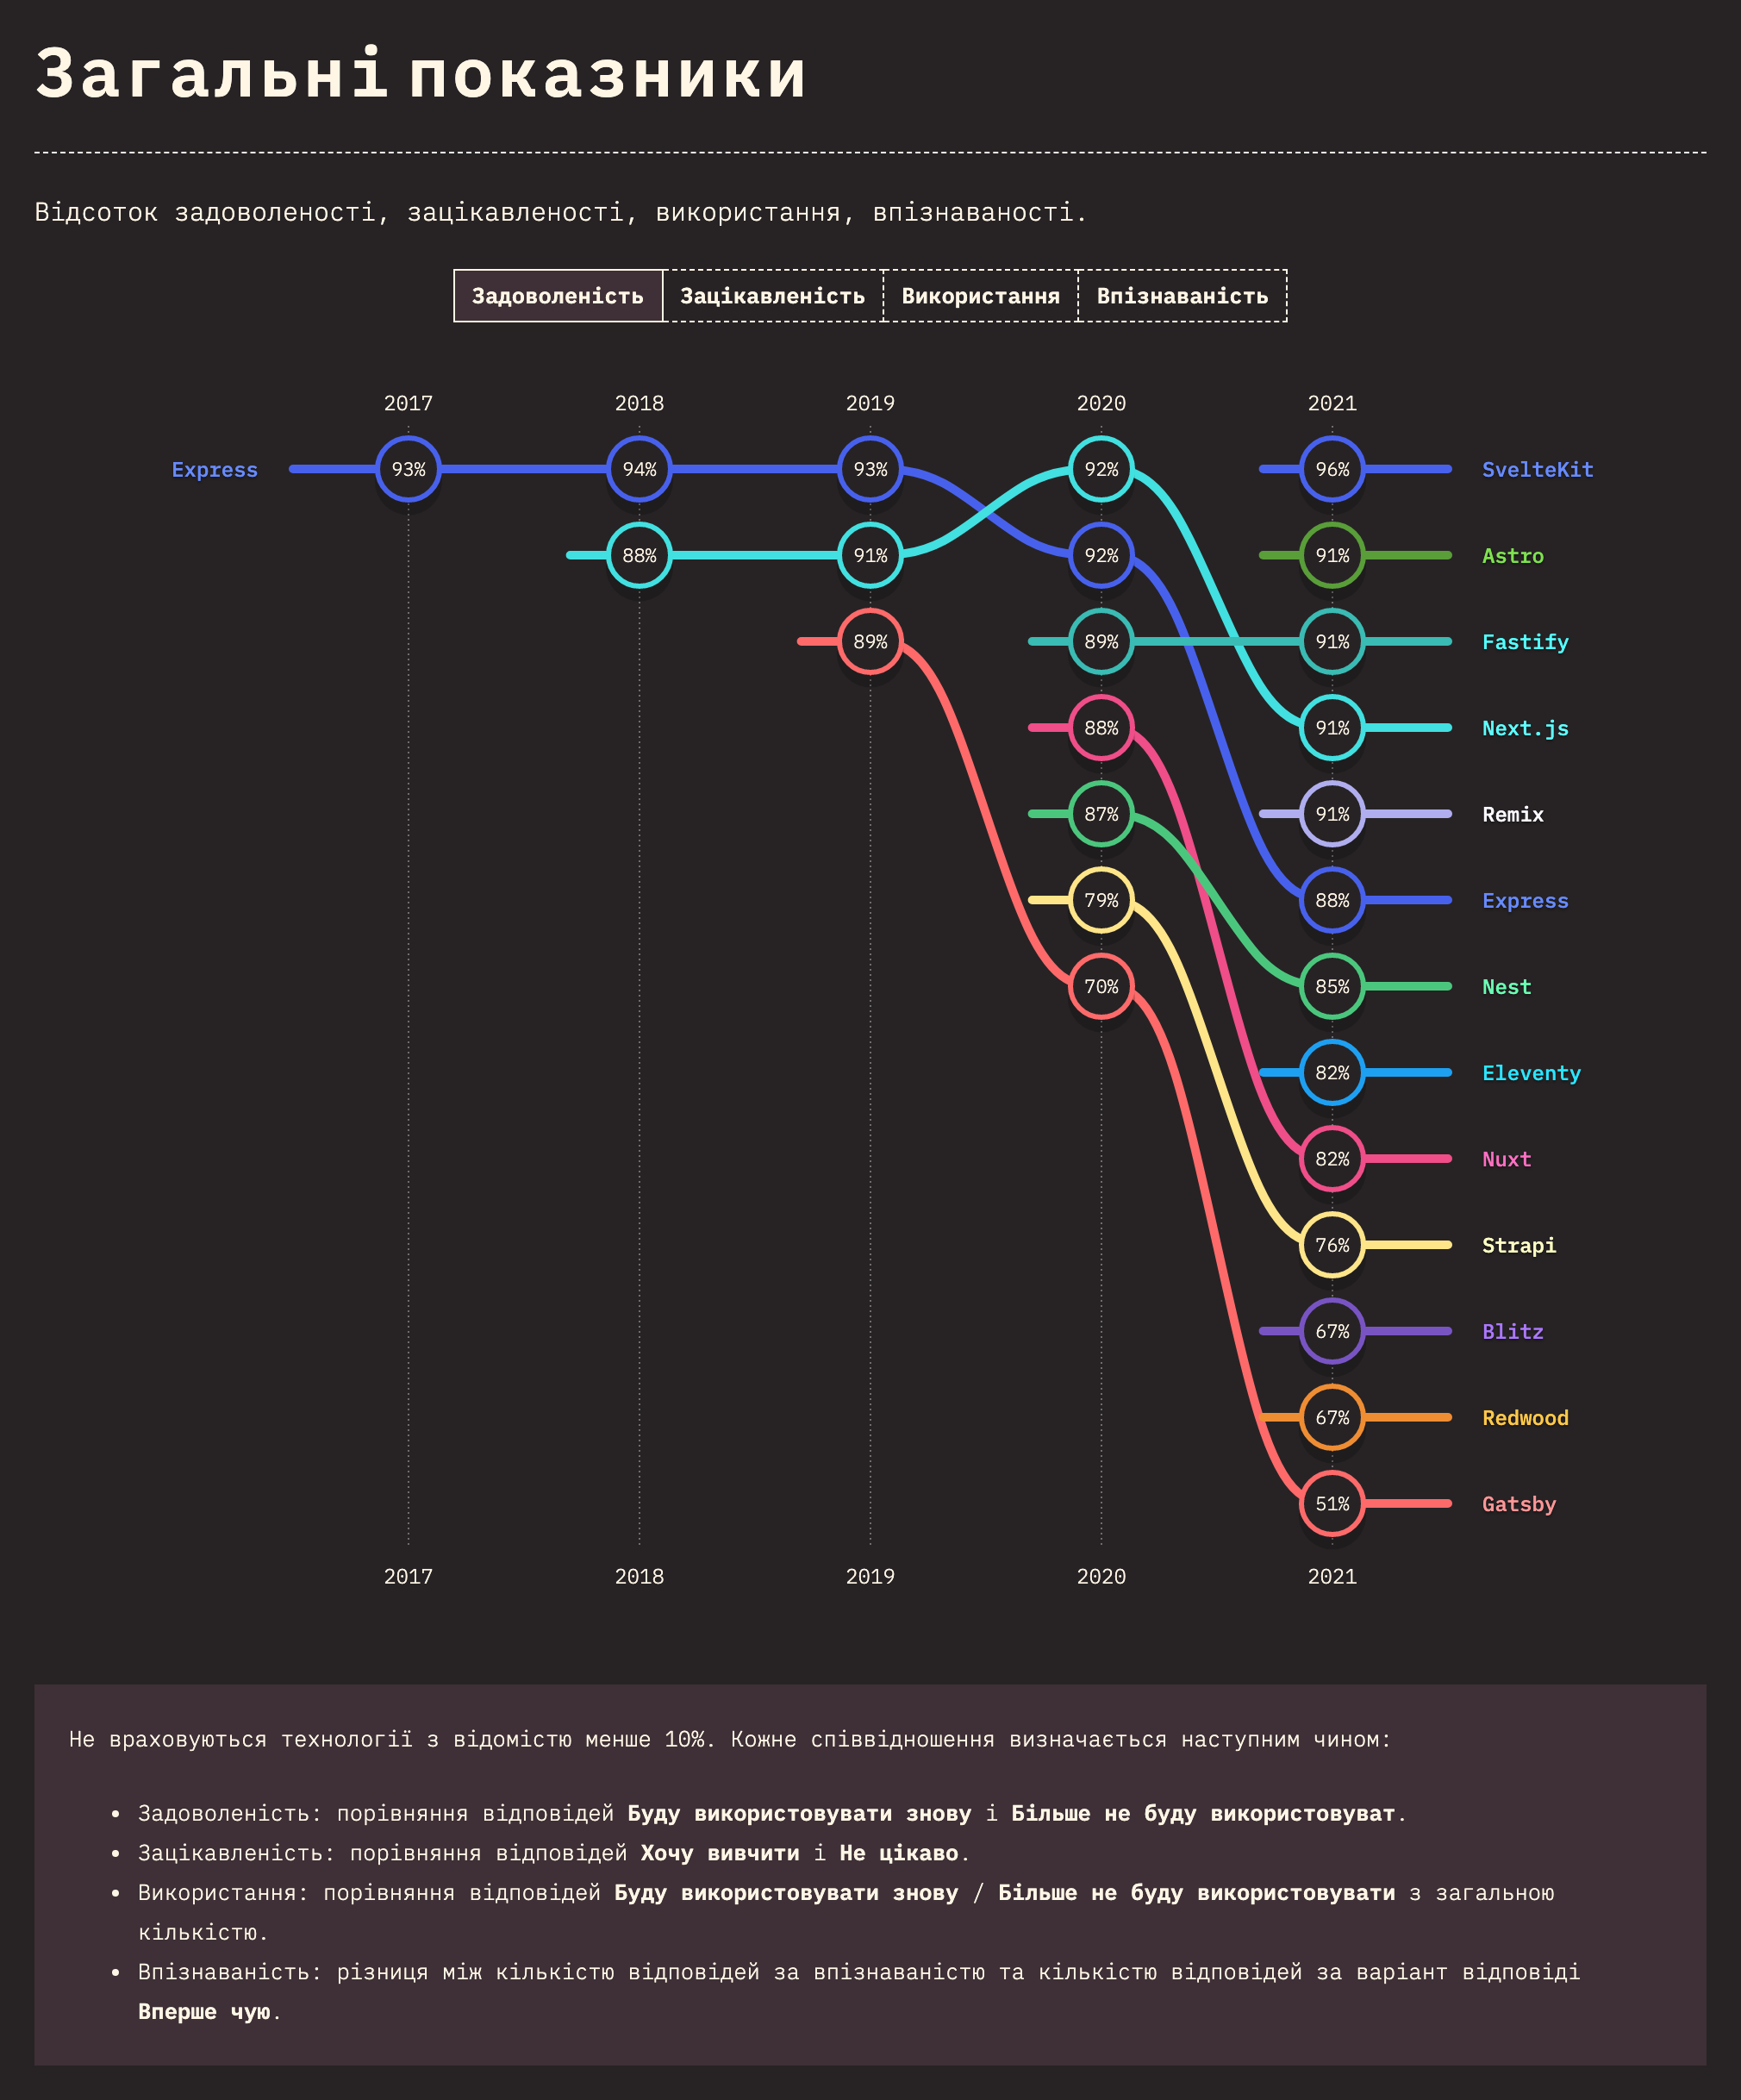 Загальні показники
Відсоток задоволеності, зацікавленості, використання, впізнаваності.
Задоволеність Зацікавленість Використання Впізнаваність
2017 2018 2019 2020 2021
Express 93% 94% 93% 92% 96% SvelteKit
88% 91% 92% 91% Astro
89% 89% 91% Fastify
88% 91% Next.js
87% 91% Remix
79% 88% Express
70% 85% Nest
82% Eleventy
82% Nuxt
76% Strapi
67% Blitz
67% Redwood
51% Gatsby
2017 2018 2019 2020 2021
Не враховуються технології з відомістю менше 10%. Кожне співвідношення визначається наступним чином:
• Задоволеність: порівняння відповідей Буду використовувати знову і Більше не буду використовуват.
• Зацікавленість: порівняння відповідей Хочу вивчити і Не цікаво.
• Використання: порівняння відповідей Буду використовувати знову / Більше не буду використовувати з загальною
кількістю.
• Впізнаваність: різниця між кількістю відповідей за впізнаваністю та кількістю відповідей за варіант відповіді
Вперше чую.